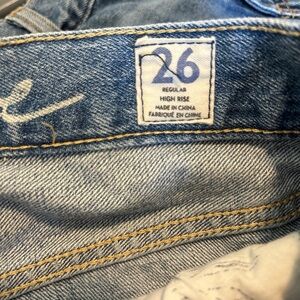 26
REGULAR
HIGH RISE
MADE IN CHINA
FABRIQUÉ EN CHINE